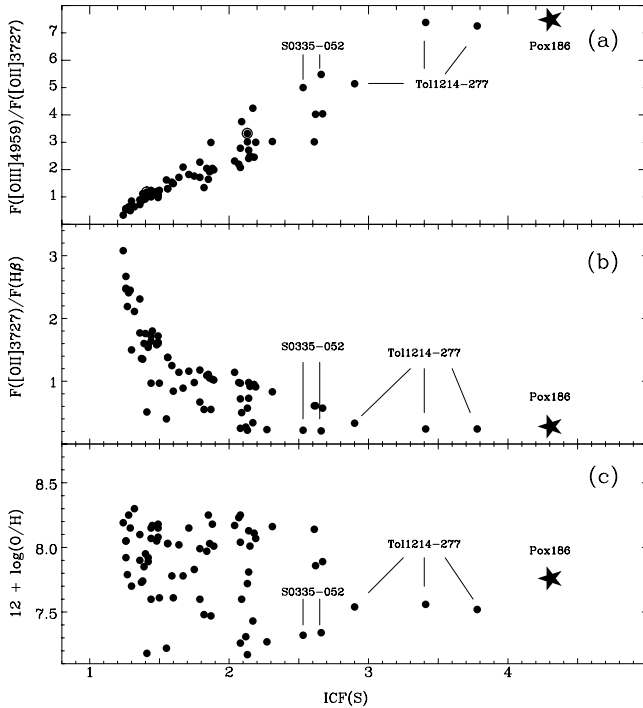 7
6
5
4
3
2
1
F([OIII]4959)/F([OII]3727)
S0335-052
Tol1214-277
Pox186
(a)
3
2
1
F([OII]3727)/F(Hβ)
S0335-052
Tol1214-277
Pox186
(b)
8.5
8.0
7.5
12 + log(O/H)
S0335-052
Tol1214-277
Pox186
(c)
1 2 3 4
ICF(S)